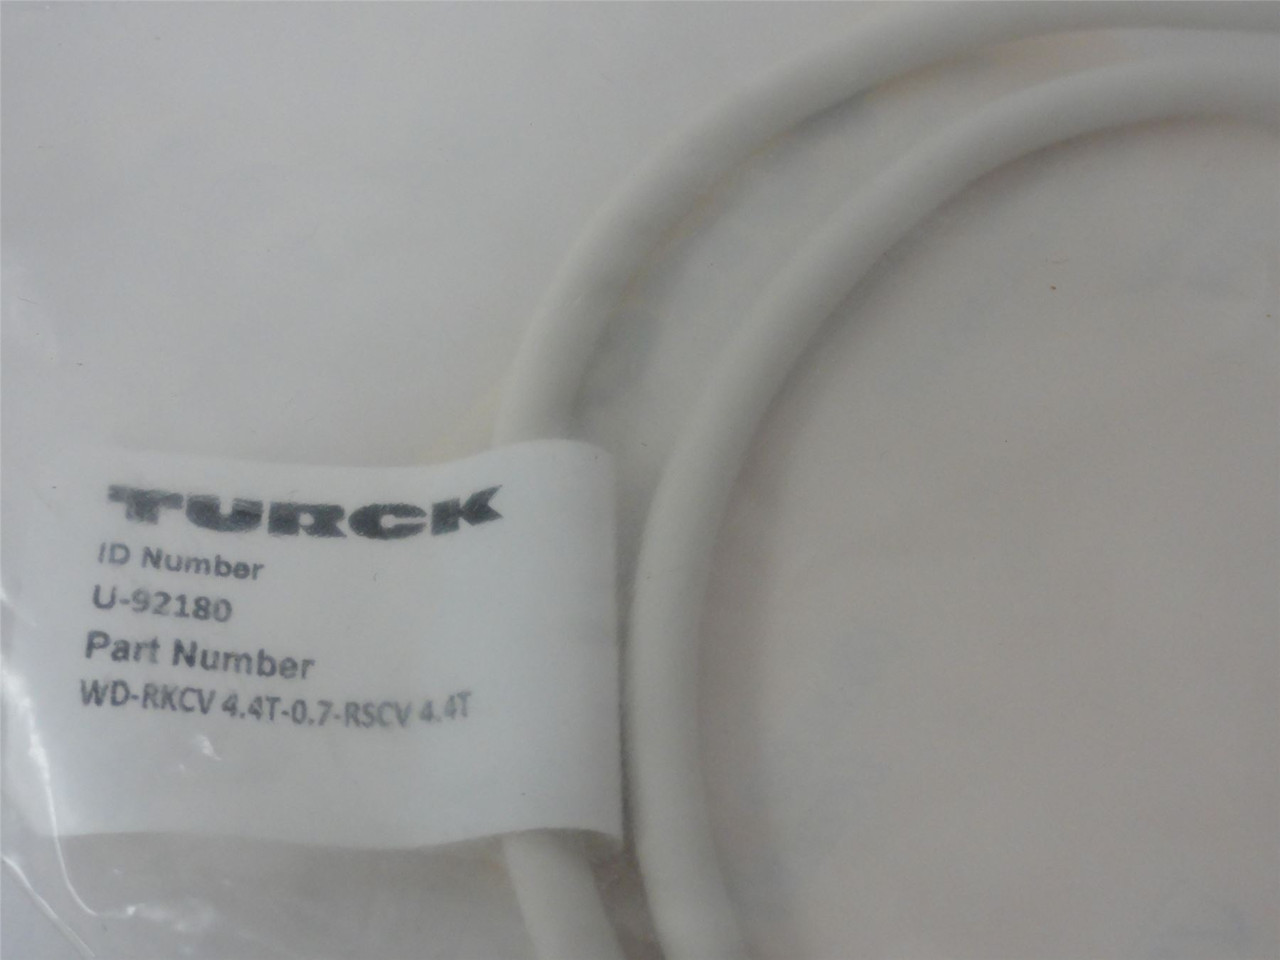 TURCK
ID Number
U-92180
Part Number
WD-RKCV 4.4T-0.7-RSCV 4.4T